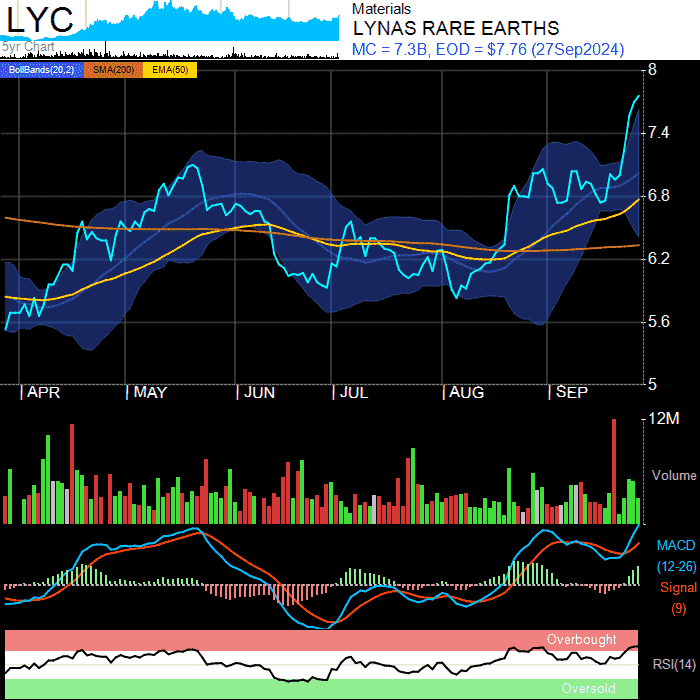 LYC
5yr Chart
Materials
LYNAS RARE EARTHS
MC = 7.3B, EOD = $7.76 (27Sep2024)
BollBands(20,2) SMA(200) EMA(50)
8
7.4
6.8
6.2
5.6
5
| APR | MAY | JUN | JUL | AUG | SEP
12M
Volume
MACD
(12-26)
Signal
(9)
Overbought
RSI(14)
Oversold